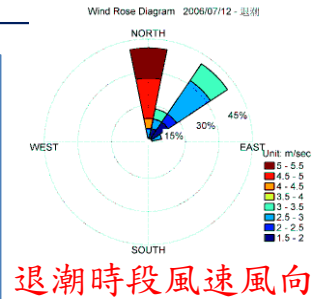 Wind Rose Diagram 2006/07/12 - 退潮
NORTH
45%
30%
15%
WEST
EAST
Unit: m/sec
5 - 5.5
4.5 - 5
4 - 4.5
3.5 - 4
3 - 3.5
2.5 - 3
2 - 2.5
1.5 - 2
SOUTH
退潮時段風速風向